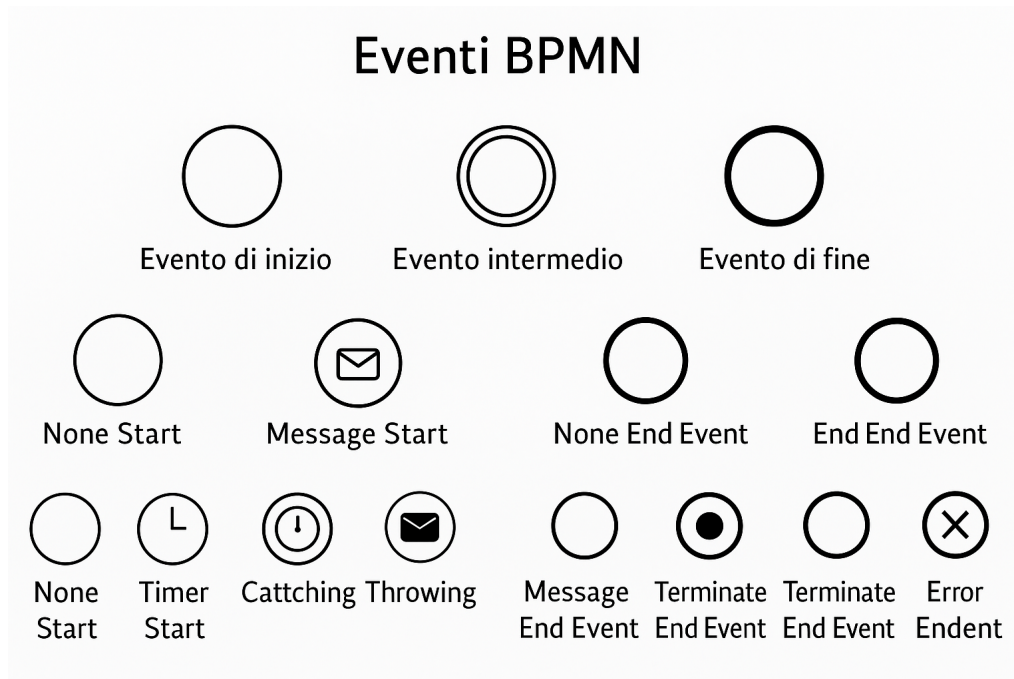 Eventi BPMN
Evento di inizio
Evento intermedio
Evento di fine
None Start
Message Start
None End Event
End End Event
None
Start
Timer
Start
Cattching
Throwing
Message
End Event
Terminate
End Event
Terminate
End Event
Error
Endent